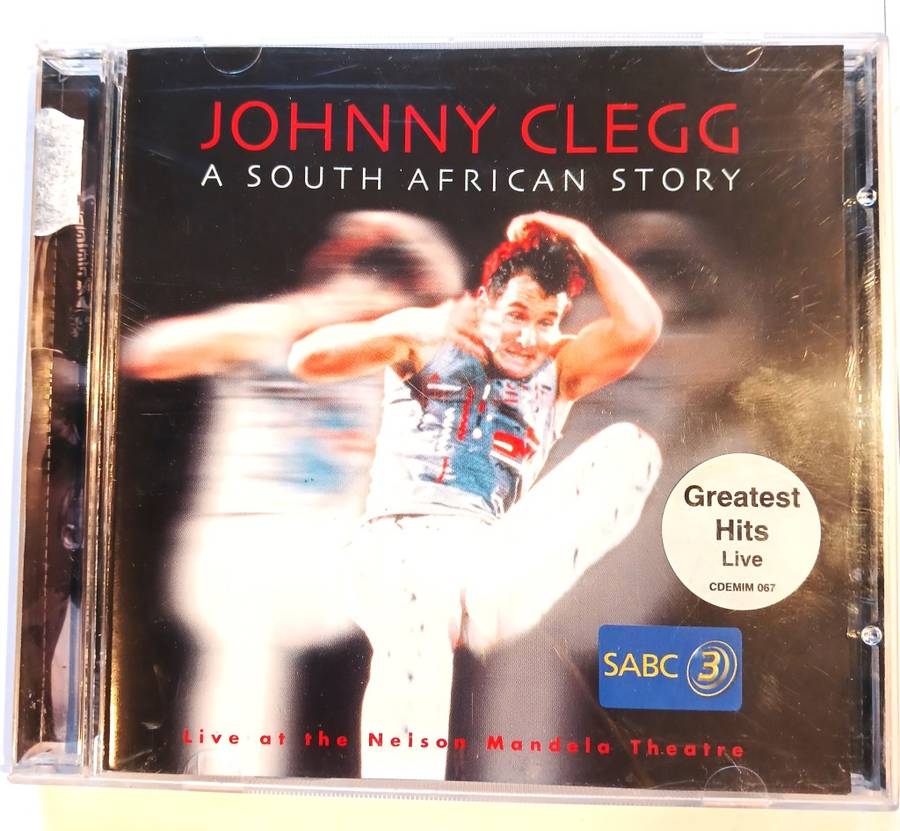 JOHNNY CLEGG
A SOUTH AFRICAN STORY
Greatest
Hits
Live
CDEMIM 067
SABC 3
Live at the Nelson Mandela Theatre